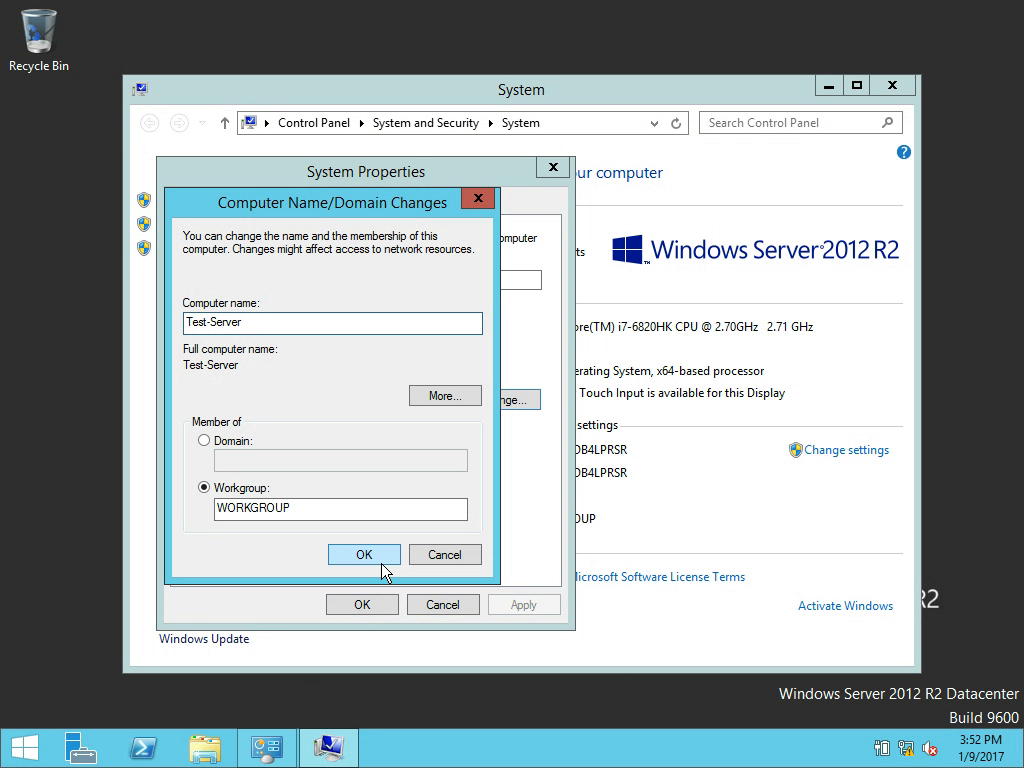 Recycle Bin
System
Control Panel
System and Security
System
Search Control Panel
System Properties
our computer
Computer Name/Domain Changes
You can change the name and the membership of this
computer. Changes might affect access to network resources.
omputer
ts
Windows Server 2012 R2
Computer name:
Test-Server
ore(TM) i7-6820HK CPU @ 2.70GHz 2.71 GHz
Full computer name:
Test-Server
erating System, x64-based processor
Touch Input is available for this Display
More...
nge...
Member of
settings
Domain:
DB4LPRSR
Change settings
DB4LPRSR
Workgroup:
WORKGROUP
OUP
OK
Cancel
Microsoft Software License Terms
OK
Cancel
Apply
Activate Windows
R2
Windows Update
Windows Server 2012 R2 Datacenter
Build 9600
3:52 PM
1/9/2017